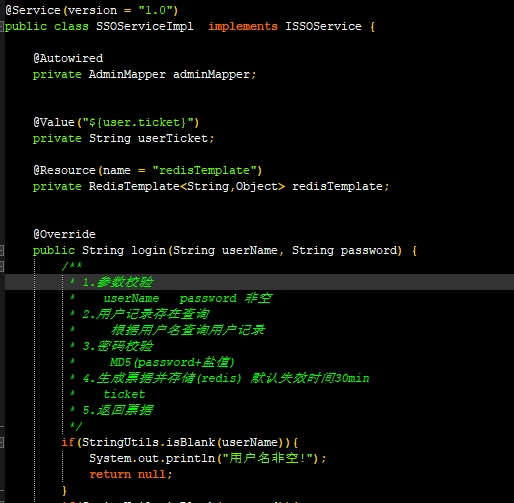 @Service(version = "1.0")
public class SSOServiceImpl  implements ISSOService {
@Autowired
private AdminMapper adminMapper;
@Value("${user.ticket}")
private String userTicket;
@Resource(name = "redisTemplate")
private RedisTemplate<String,Object> redisTemplate;
@Override
public String login(String userName, String password) {
/**
* 1.参数校验
*    userName   password 非空
* 2.用户记录存在查询
*     根据用户名查询用户记录
* 3.密码校验
*     MD5(password+盐值)
* 4.生成票据并存储(redis) 默认失效时间30min
*    ticket
* 5.返回票据
*/
if(StringUtils.isBlank(userName)){
System.out.println("用户名非空!");
return null;
}